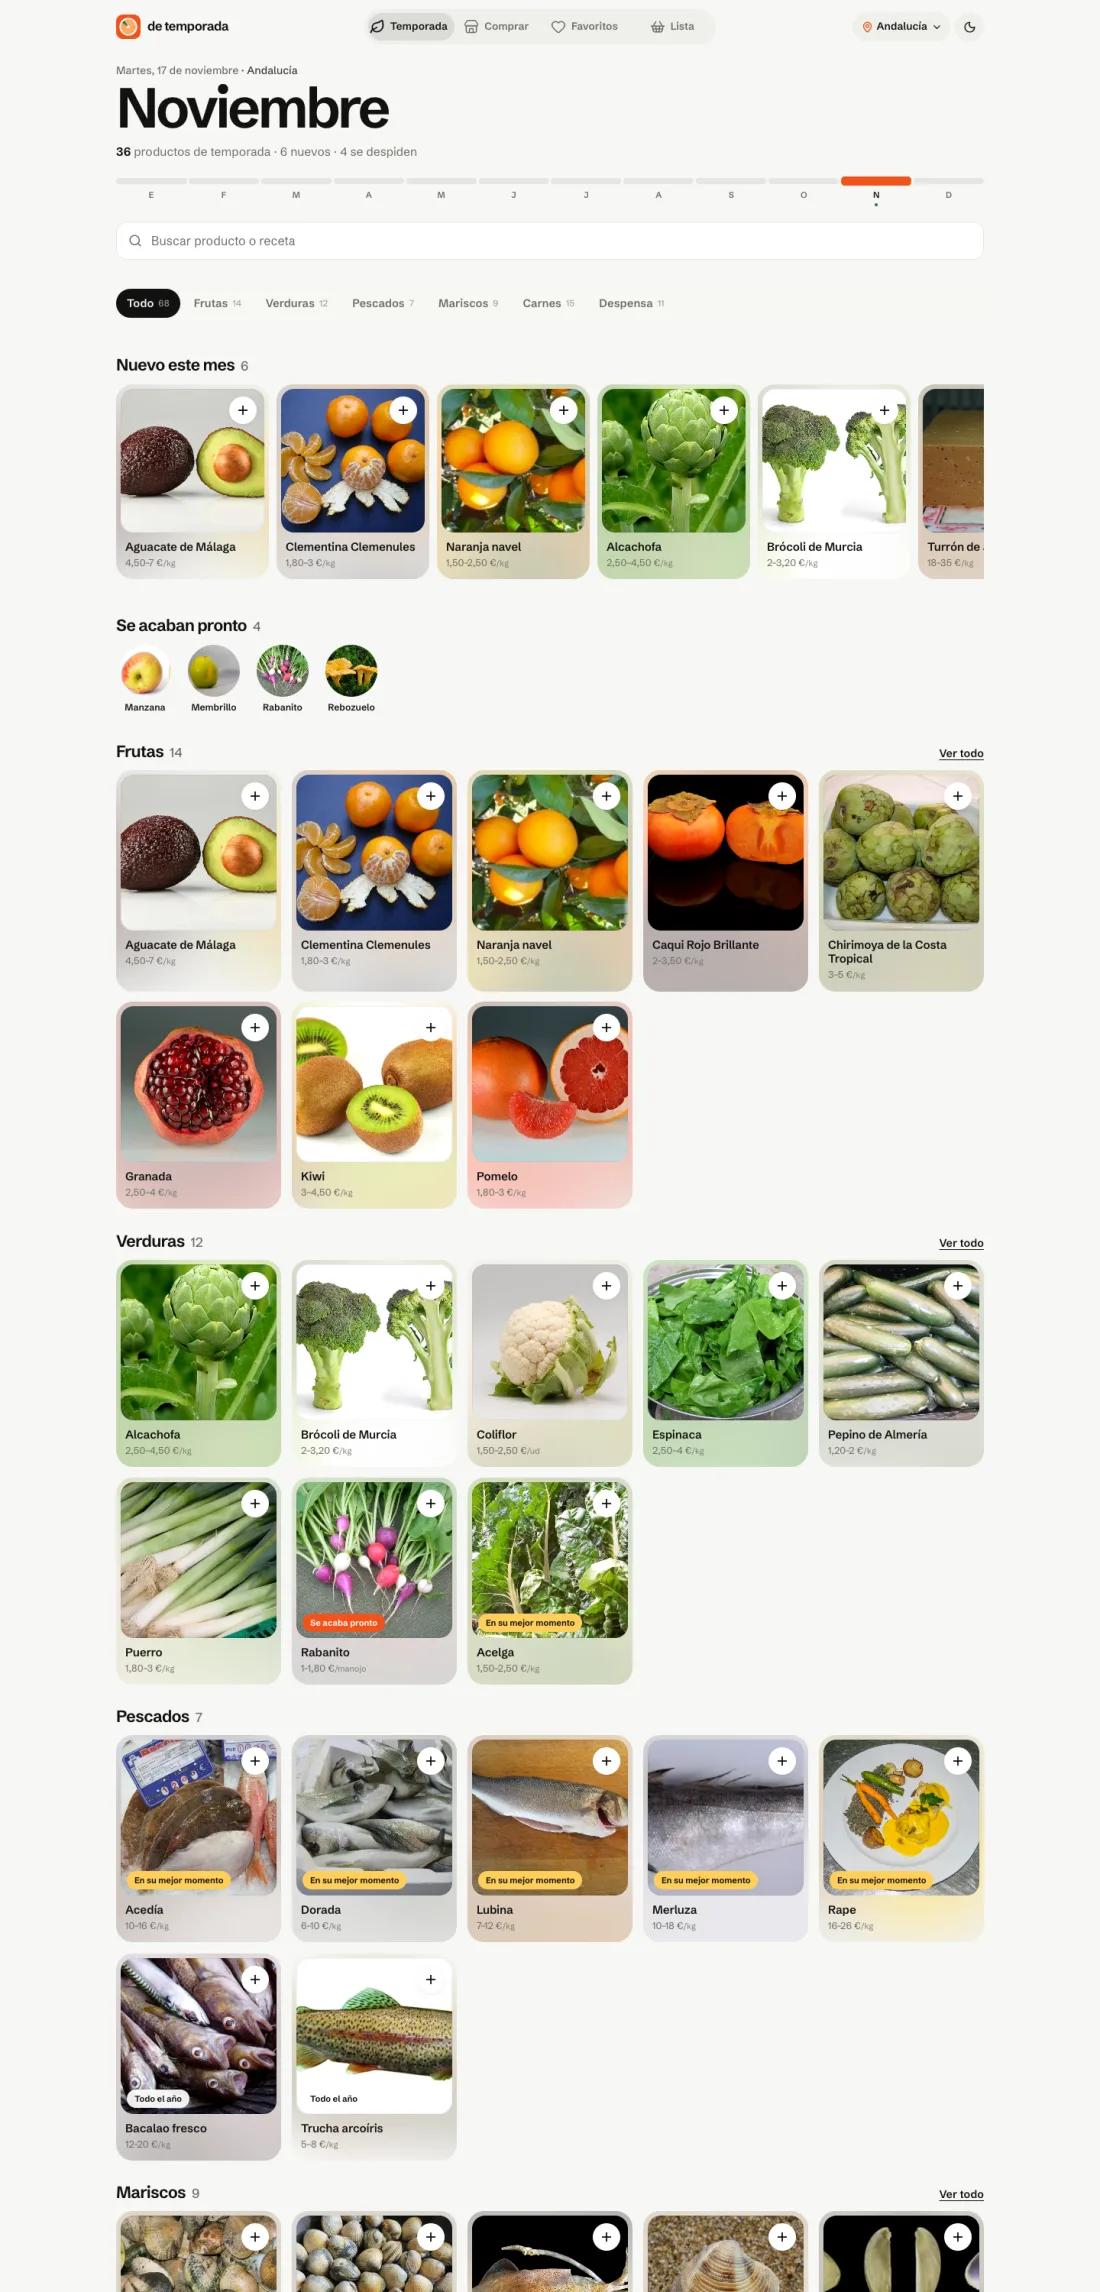 de temporada
Temporada
Comprar
Favoritos
Lista
Andalucía
Martes, 17 de noviembre · Andalucía
Noviembre
36 productos de temporada · 6 nuevos · 4 se despiden
E F M A M J J A S O N D
Buscar producto o receta
Todo 68
Frutas 14
Verduras 12
Pescados 7
Mariscos 9
Carnes 15
Despensa 11
Nuevo este mes 6
Aguacate de Málaga
4,50-7 €/kg
Clementina Clemenules
1,80-3 €/kg
Naranja navel
1,50-2,50 €/kg
Alcachofa
2,50-4,50 €/kg
Brócoli de Murcia
2-3,20 €/kg
Turrón de
18-35 €/kg
Se acaban pronto 4
Manzana
Membrillo
Rabanito
Rebozuelo
Frutas 14
Ver todo
Aguacate de Málaga
4,50-7 €/kg
Clementina Clemenules
1,80-3 €/kg
Naranja navel
1,50-2,50 €/kg
Caqui Rojo Brillante
2-3,50 €/kg
Chirimoya de la Costa
Tropical
3-5 €/kg
Granada
2,50-4 €/kg
Kiwi
3-4,50 €/kg
Pomelo
1,80-3 €/kg
Verduras 12
Ver todo
Alcachofa
2,50-4,50 €/kg
Brócoli de Murcia
2-3,20 €/kg
Coliflor
1,50-2,50 €/ud
Espinaca
2,50-4 €/kg
Pepino de Almería
1,20-2 €/kg
Puerro
1,80-3 €/kg
Se acaba pronto
Rabanito
1-1,80 €/manojo
En su mejor momento
Acelga
1,50-2,50 €/kg
Pescados 7
En su mejor momento
Acedía
10-16 €/kg
En su mejor momento
Dorada
6-10 €/kg
En su mejor momento
Lubina
7-12 €/kg
En su mejor momento
Merluza
10-18 €/kg
En su mejor momento
Rape
16-26 €/kg
Todo el año
Bacalao fresco
12-20 €/kg
Todo el año
Trucha arcoíris
5-8 €/kg
Mariscos 9
Ver todo